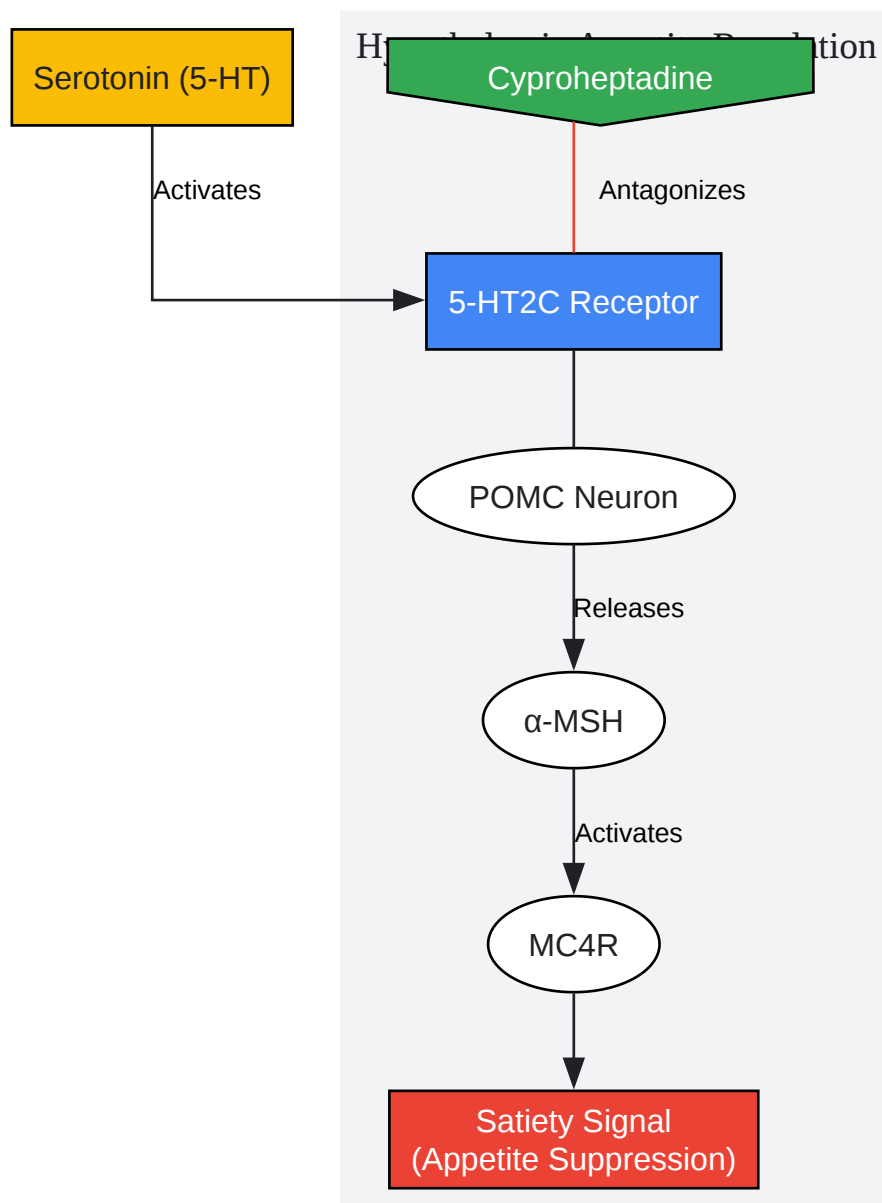 Serotonin (5-HT)
Cyproheptadine
Activates
Antagonizes
5-HT2C Receptor
POMC Neuron
Releases
α-MSH
Activates
MC4R
Satiety Signal
(Appetite Suppression)